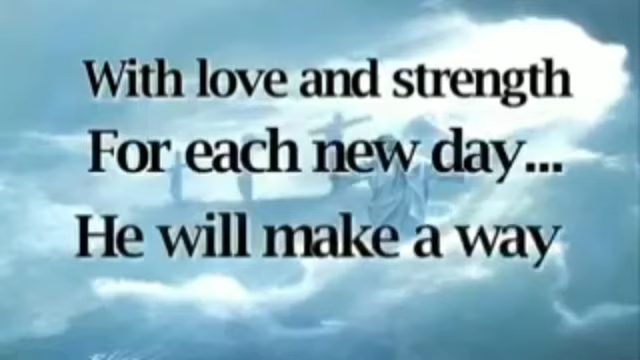 With love and strength
For each new day...
He will make a way